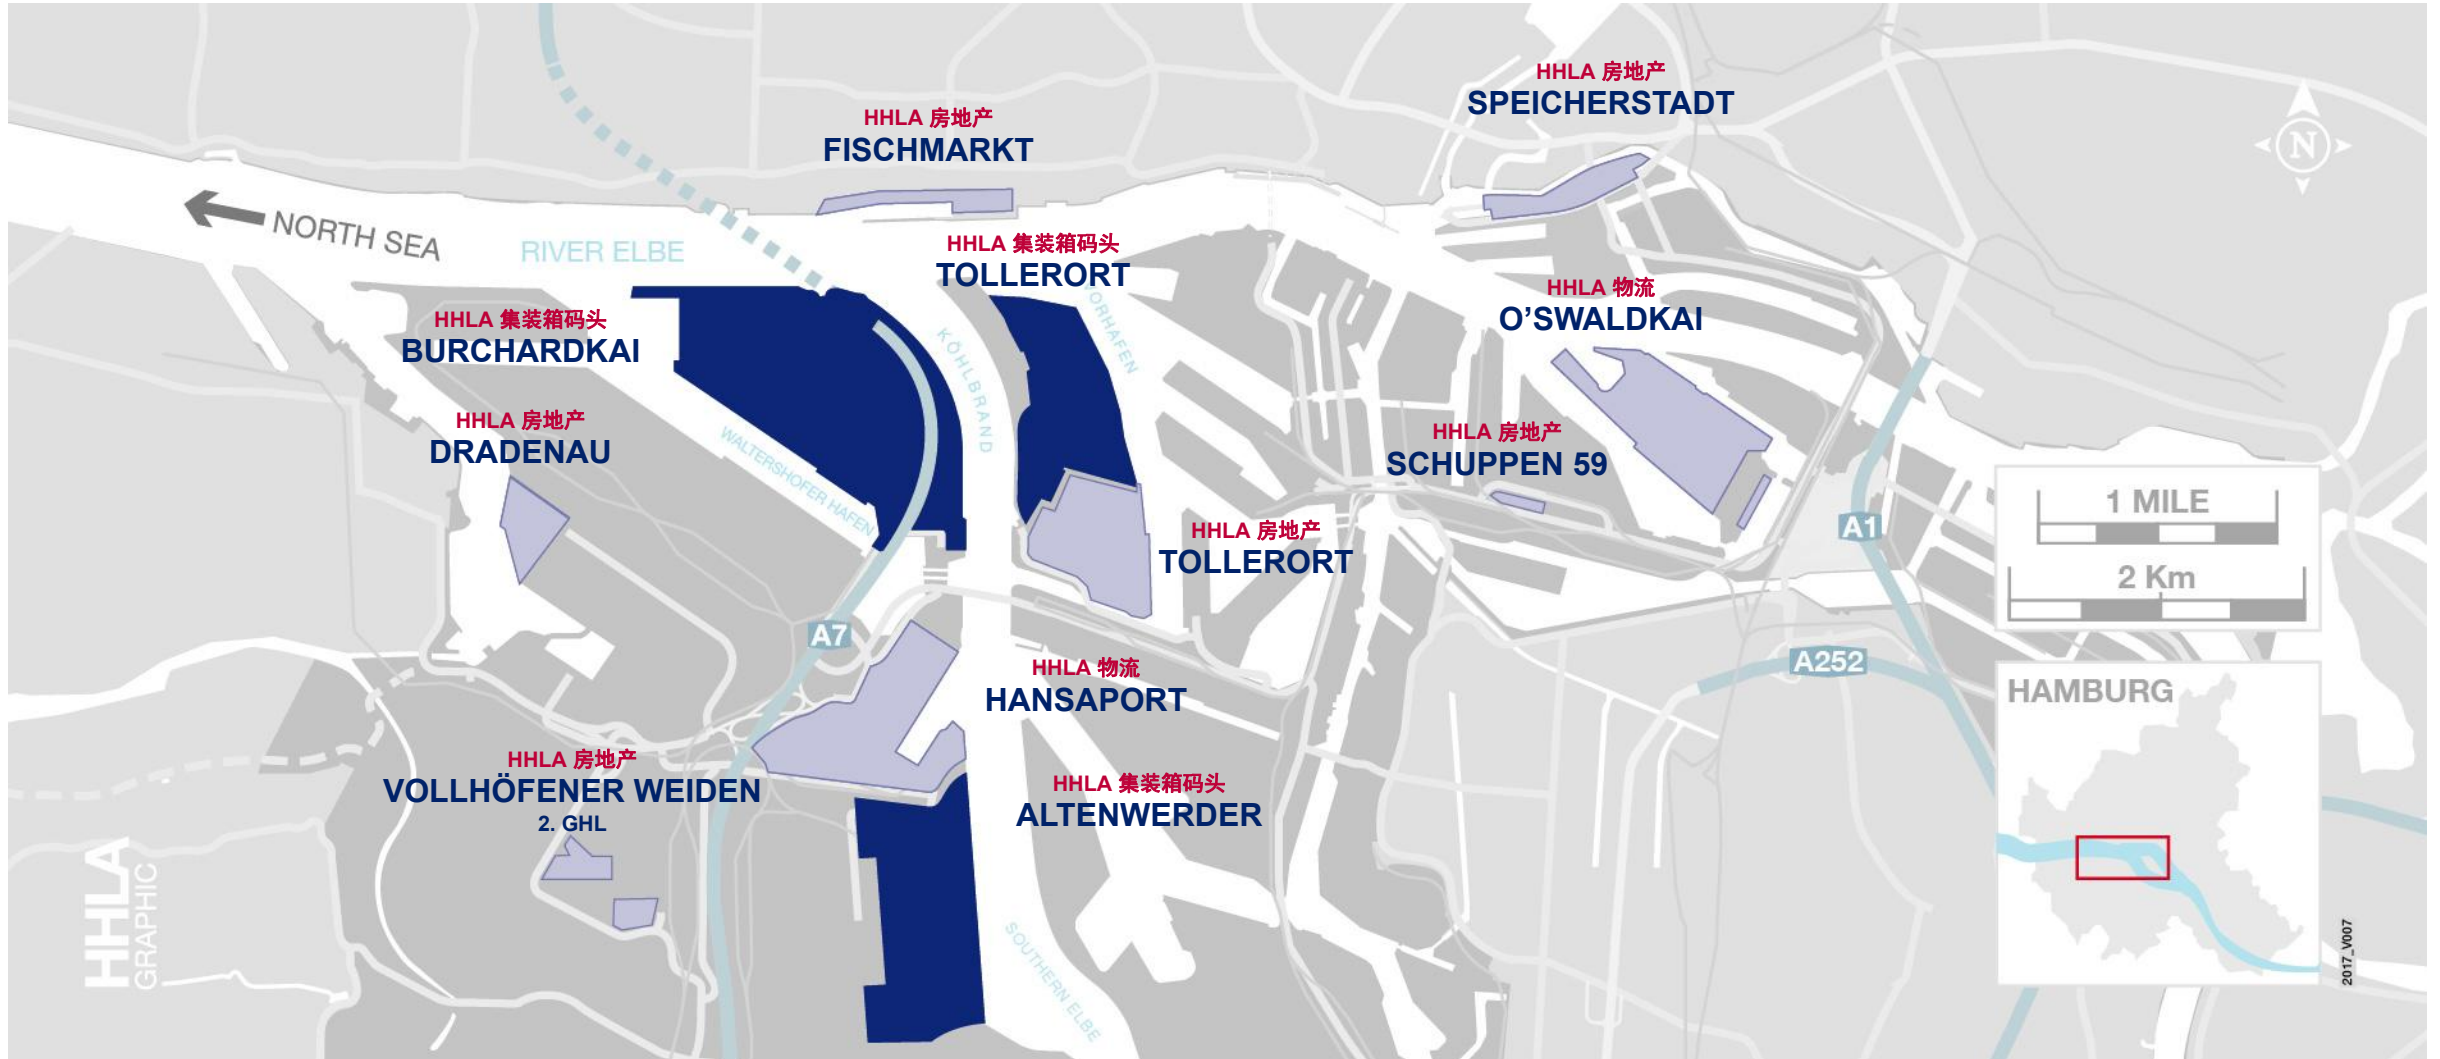 HHLA 房地产
SPEICHERSTADT
HHLA 房地产
FISCHMARKT
N
NORTH SEA
RIVER ELBE
HHLA 集装箱码头
TOLLERORT
HHLA 物流
O’SWALDKAI
HHLA 集装箱码头
BURCHARDKAI
VORHAFEN
KÖHLBRAND
HHLA 房地产
DRADENAU
WALTERSHOFER HAFEN
HHLA 房地产
SCHUPPEN 59
HHLA 房地产
TOLLERORT
A1
1 MILE
2 Km
A7
A252
HHLA 物流
HANSAPORT
HAMBURG
HHLA 房地产
VOLLHÖFENER WEIDEN
2. GHL
HHLA 集装箱码头
ALTENWERDER
SOUTHERN ELBE
HHLA
GRAPHIC
2017_V007